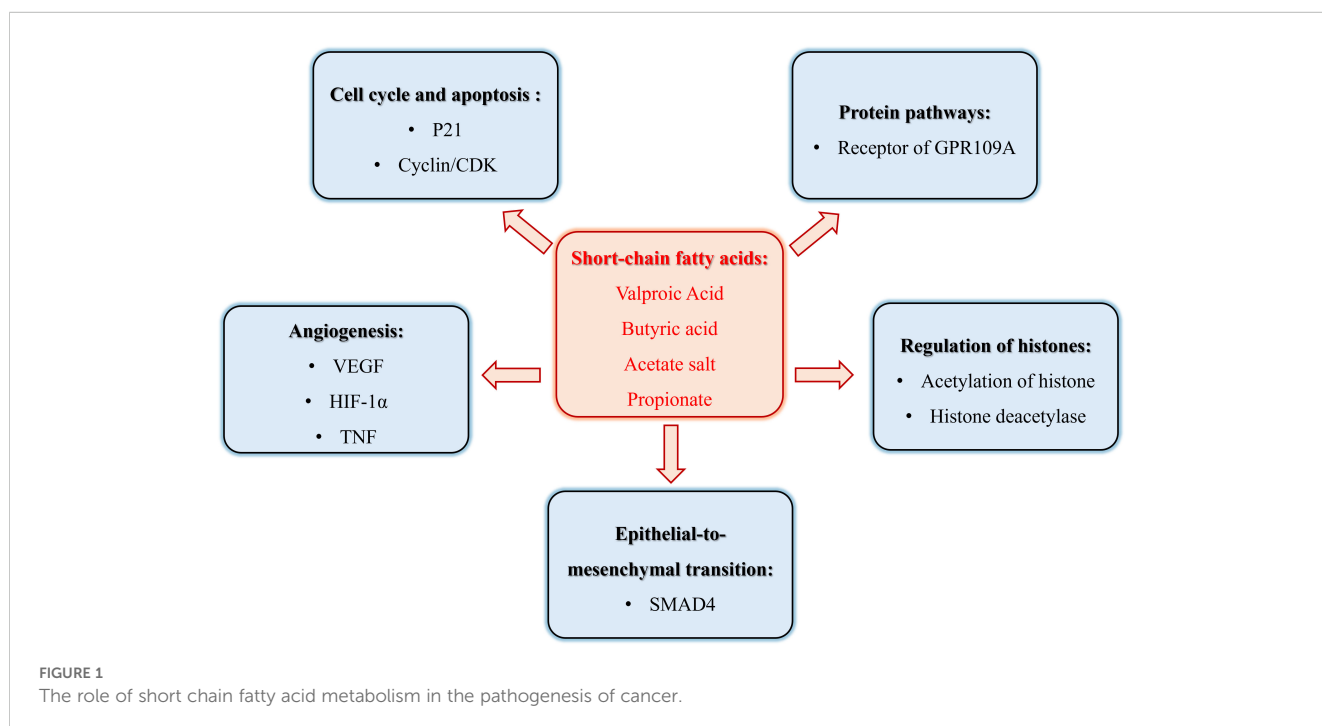 Cell cycle and apoptosis :
• P21
• Cyclin/CDK
Protein pathways:
• Receptor of GPR109A
Short-chain fatty acids:
Valproic Acid
Butyric acid
Acetate salt
Propionate
Angiogenesis:
• VEGF
• HIF-1α
• TNF
Regulation of histones:
• Acetylation of histone
• Histone deacetylase
Epithelial-to-
mesenchymal transition:
• SMAD4
FIGURE 1
The role of short chain fatty acid metabolism in the pathogenesis of cancer.